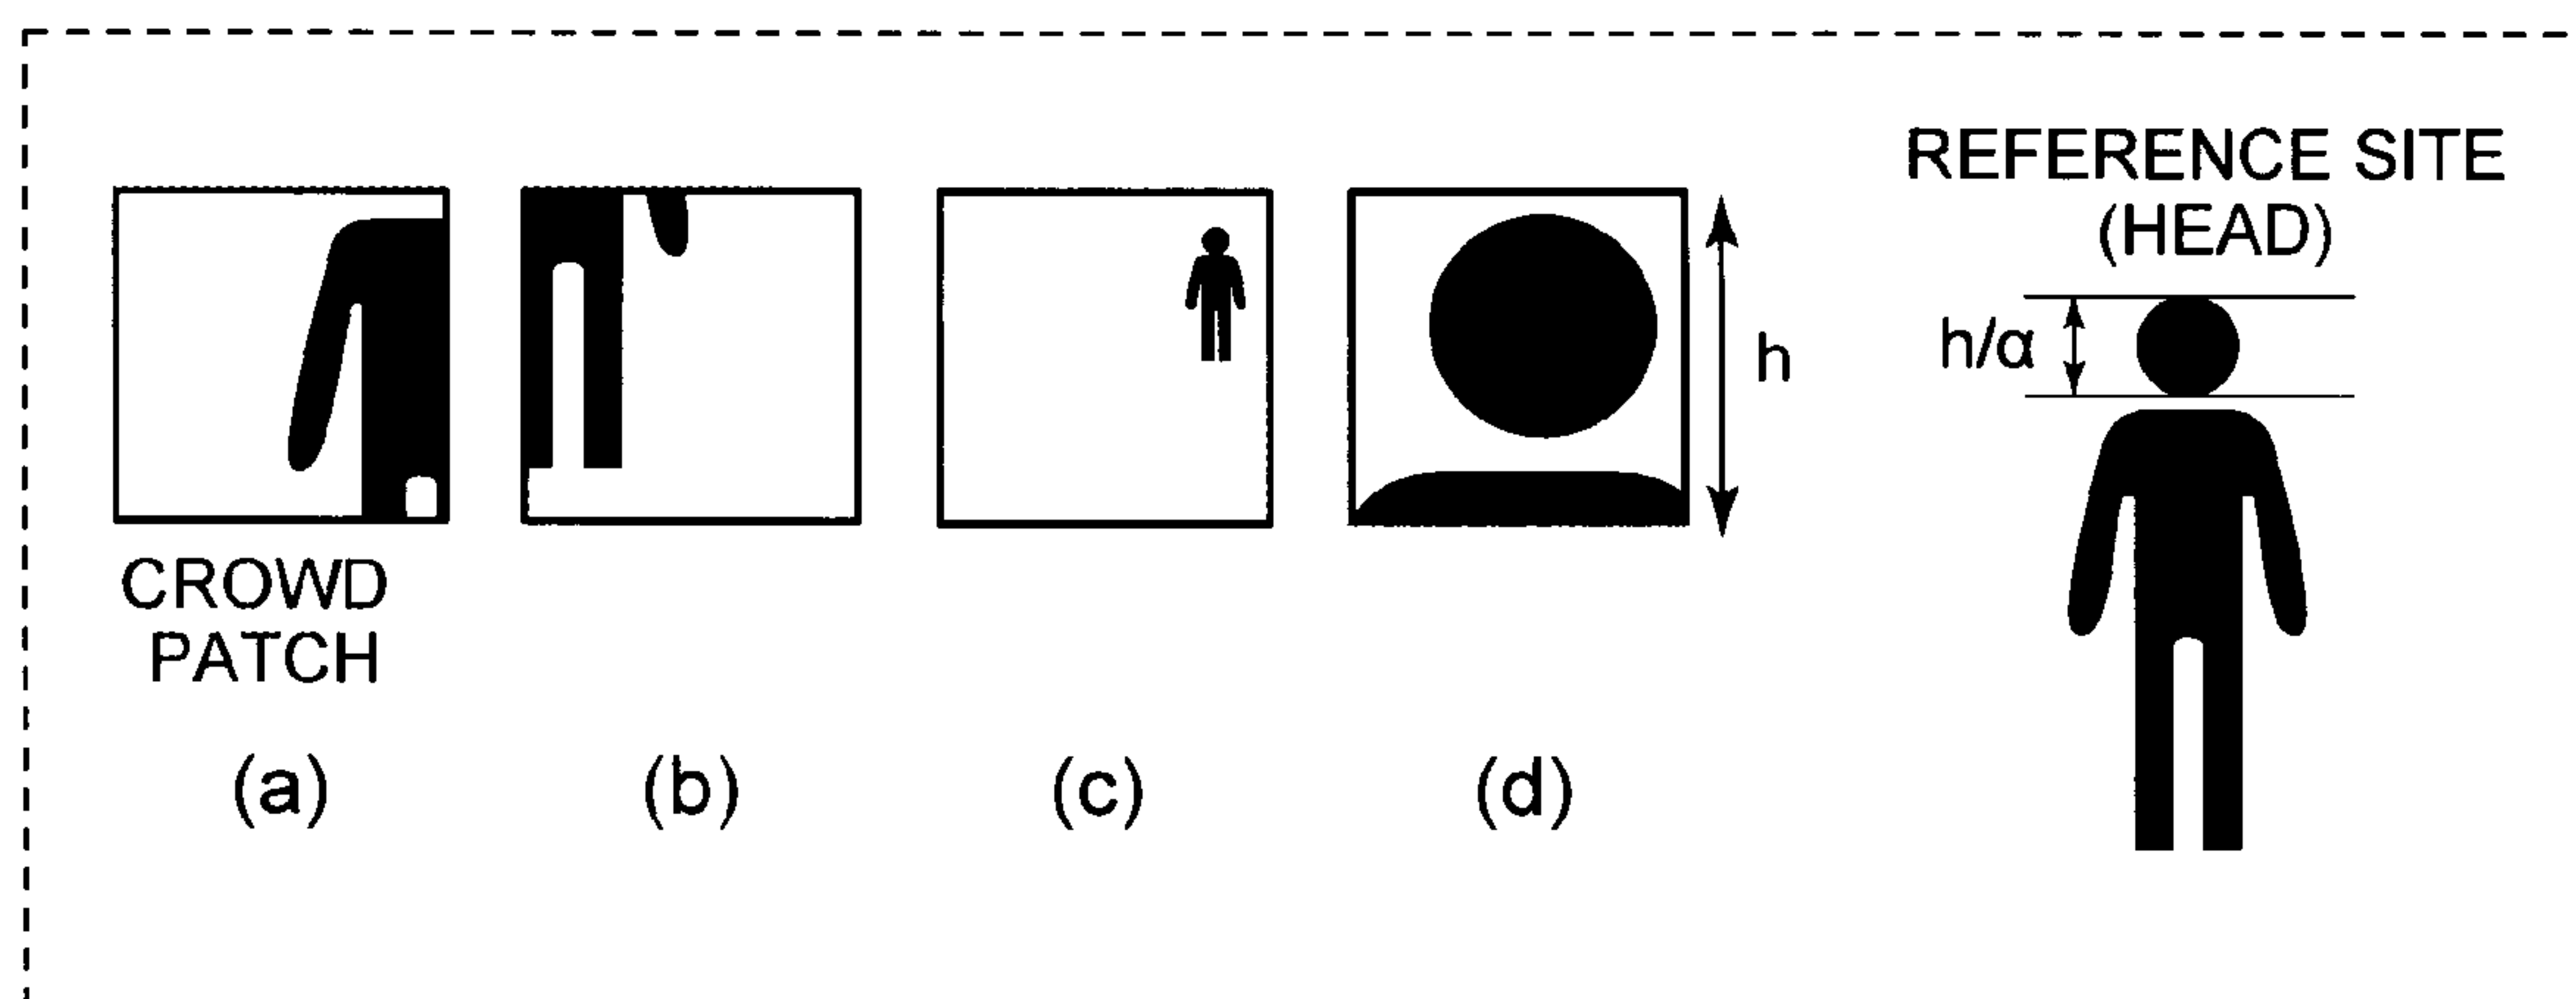 REFERENCE SITE
(HEAD)
h/α
h
CROWD
PATCH
(a)
(b)
(c)
(d)